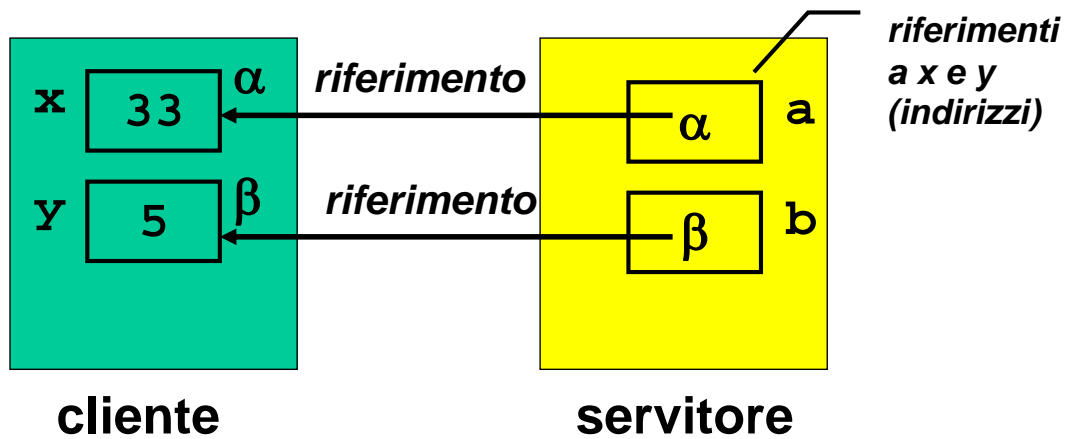 riferimenti
a x e y
(indirizzi)
x 33 α riferimento α a
y 5 β riferimento β b
cliente servitore